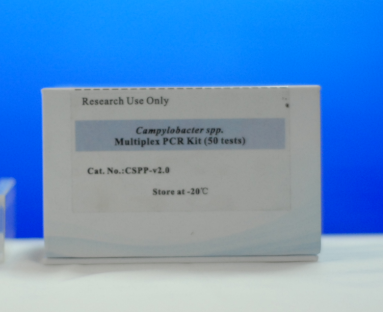 Research Use Only
Campylobacter spp.
Multiplex PCR Kit (50 tests)
Cat. No.:CSPP-v2.0
Store at -20℃